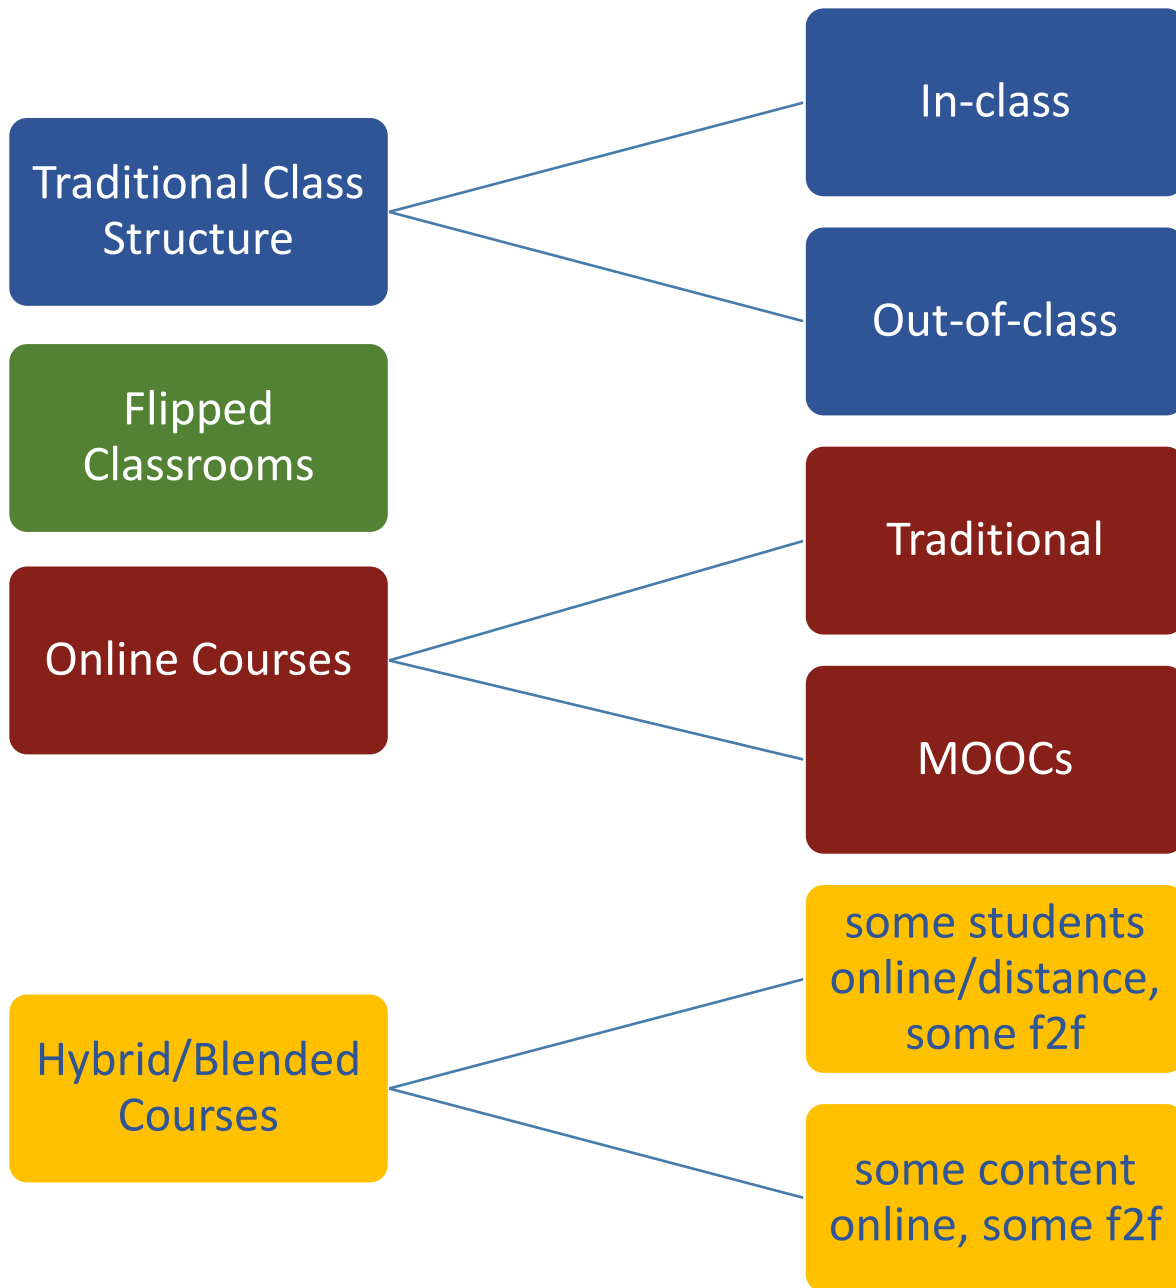 In-class
Traditional Class
Structure
Out-of-class
Flipped
Classrooms
Traditional
Online Courses
MOOCs
some students
online/distance,
some f2f
Hybrid/Blended
Courses
some content
online, some f2f